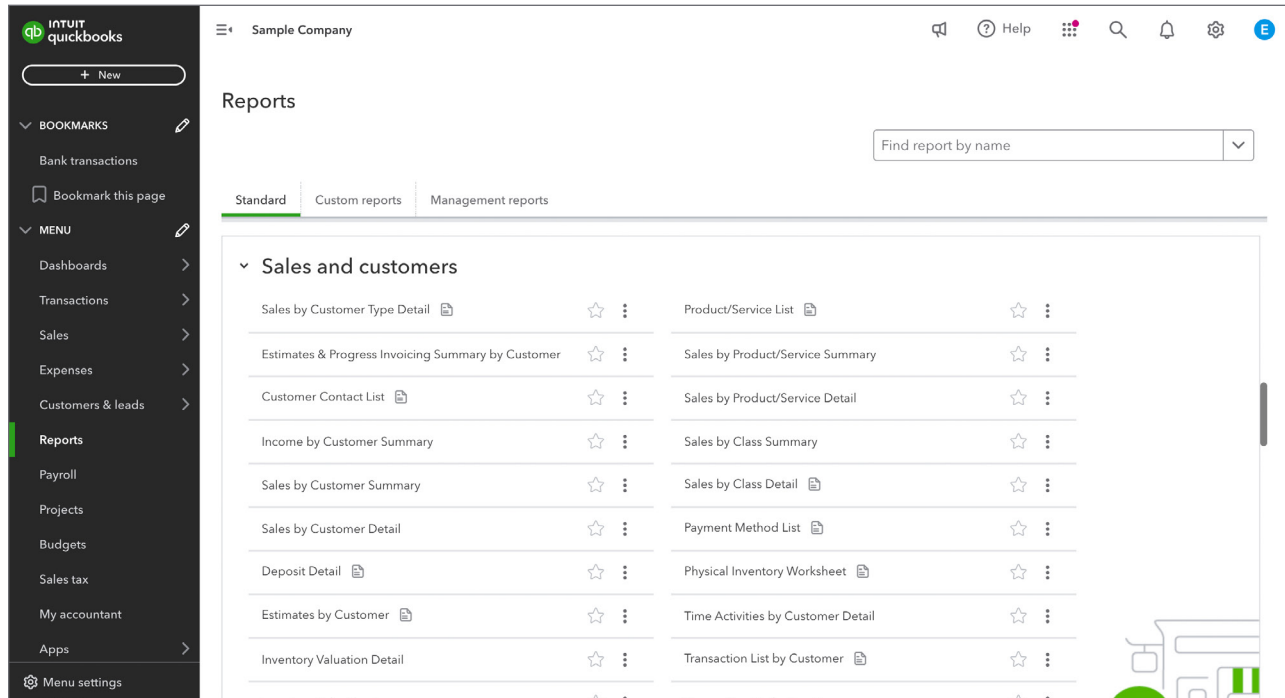 INTUIT
qb quickbooks
Sample Company
Help
E
+ New
BOOKMARKS
Bank transactions
Bookmark this page
MENU
Dashboards
Transactions
Sales
Expenses
Customers & leads
Reports
Payroll
Projects
Budgets
Sales tax
My accountant
Apps
Menu settings
Reports
Find report by name
Standard
Custom reports
Management reports
Sales and customers
Sales by Customer Type Detail
Estimates & Progress Invoicing Summary by Customer
Customer Contact List
Income by Customer Summary
Sales by Customer Summary
Sales by Customer Detail
Deposit Detail
Estimates by Customer
Inventory Valuation Detail
Product/Service List
Sales by Product/Service Summary
Sales by Product/Service Detail
Sales by Class Summary
Sales by Class Detail
Payment Method List
Physical Inventory Worksheet
Time Activities by Customer Detail
Transaction List by Customer